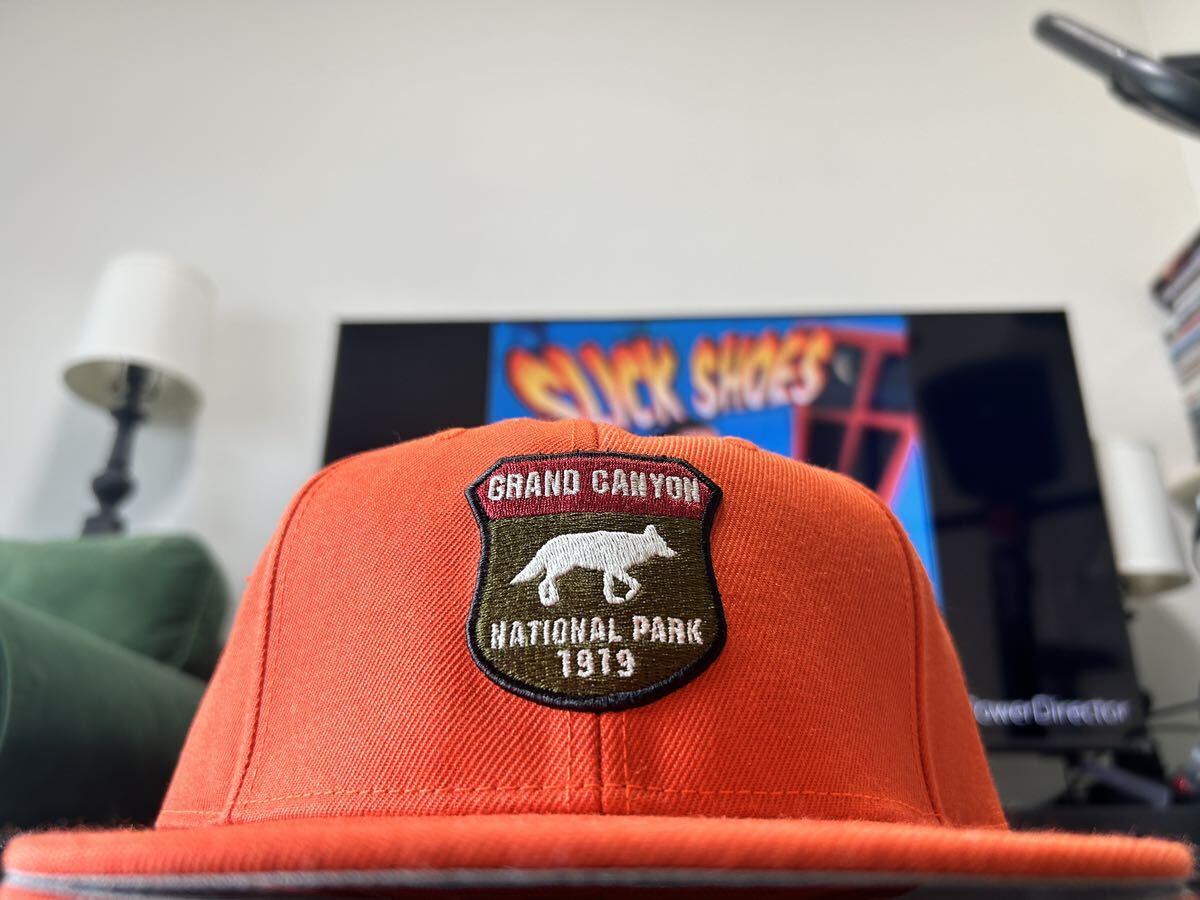 SLICK SHOES
GRAND CANYON
NATIONAL PARK
1919
PowerDirector